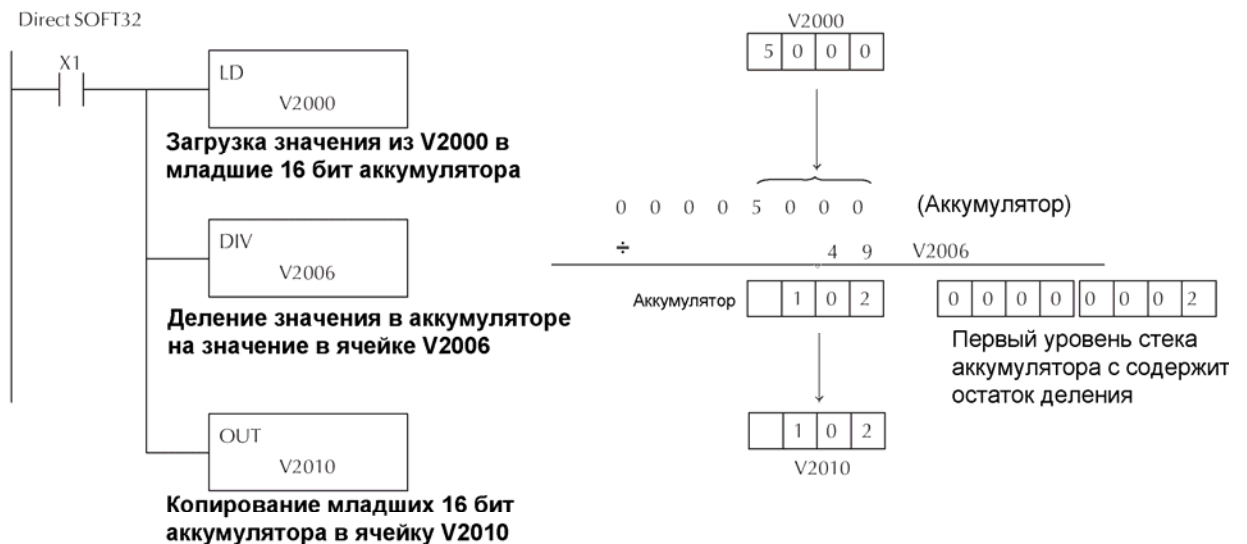 Direct SOFT32
X1
LD
V2000
Загрузка значения из V2000 в
младшие 16 бит аккумулятора
DIV
V2006
Деление значения в аккумуляторе
на значение в ячейке V2006
OUT
V2010
Копирование младших 16 бит
аккумулятора в ячейку V2010
V2000
5 0 0 0
0 0 0 0 5 0 0 0 (Аккумулятор)
÷ 4 9 V2006
Аккумулятор 1 0 2 0 0 0 0 0 0 0 2
Первый уровень стека
аккумулятора с содержит
остаток деления
1 0 2
V2010